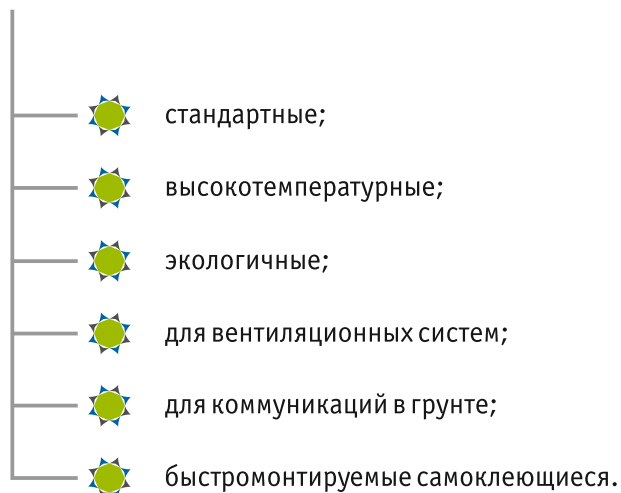 стандартные;
высокотемпературные;
экологичные;
для вентиляционных систем;
для коммуникаций в грунте;
быстромонтируемые самоклеющиеся.